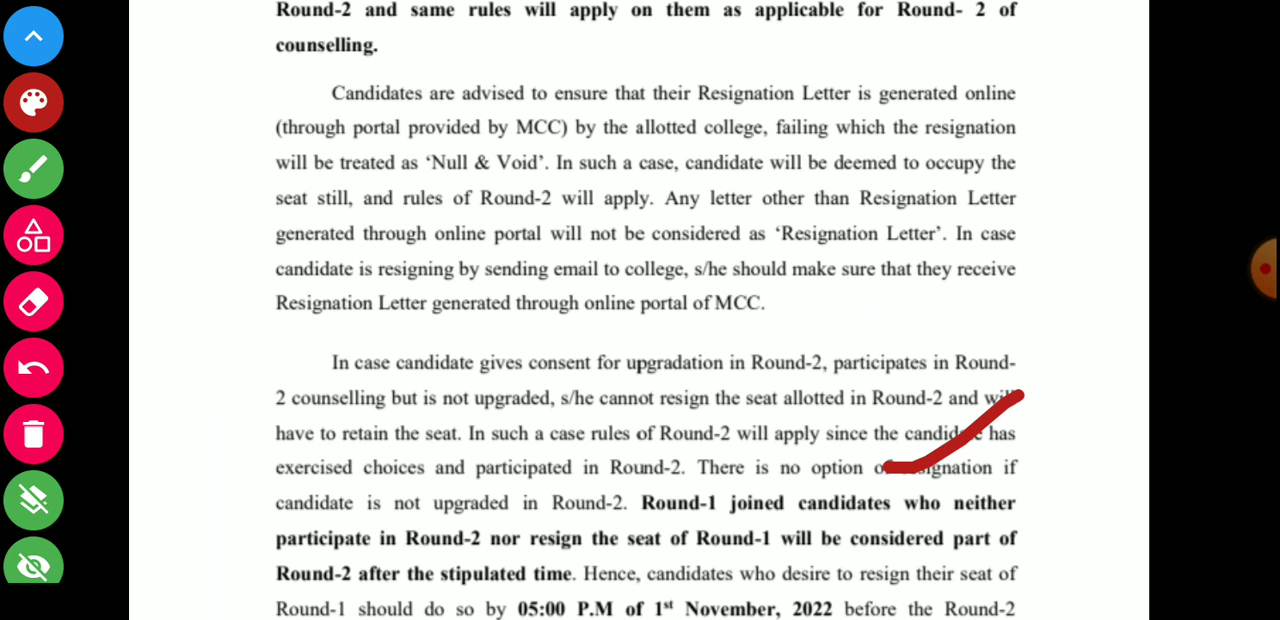 Round-2 and same rules will apply on them as applicable for Round- 2 of
counselling.
Candidates are advised to ensure that their Resignation Letter is generated online
(through portal provided by MCC) by the allotted college, failing which the resignation
will be treated as ‘Null & Void’. In such a case, candidate will be deemed to occupy the
seat still, and rules of Round-2 will apply. Any letter other than Resignation Letter
generated through online portal will not be considered as ‘Resignation Letter’. In case
candidate is resigning by sending email to college, s/he should make sure that they receive
Resignation Letter generated through online portal of MCC.
In case candidate gives consent for upgradation in Round-2, participates in Round-
2 counselling but is not upgraded, s/he cannot resign the seat allotted in Round-2 and will
have to retain the seat. In such a case rules of Round-2 will apply since the candidate has
exercised choices and participated in Round-2. There is no option of resignation if
candidate is not upgraded in Round-2. Round-1 joined candidates who neither
participate in Round-2 nor resign the seat of Round-1 will be considered part of
Round-2 after the stipulated time. Hence, candidates who desire to resign their seat of
Round-1 should do so by 05:00 P.M of 1st November, 2022 before the Round-2